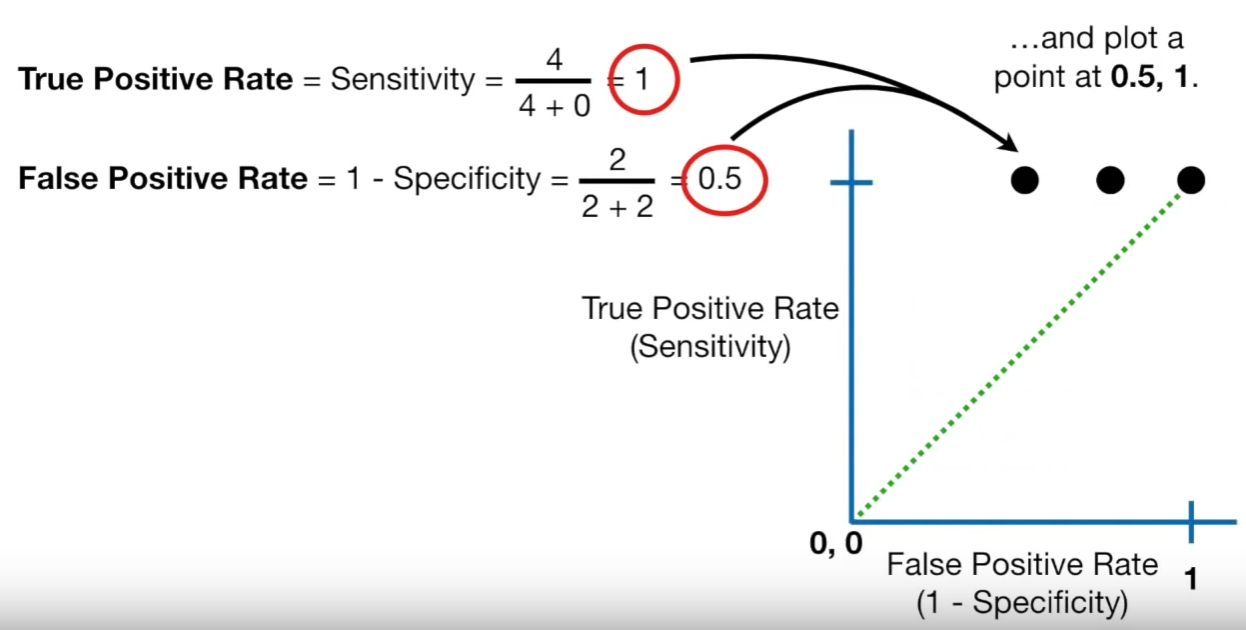 True Positive Rate = Sensitivity = 4 / 4 + 0 = 1
…and plot a
point at 0.5, 1.
False Positive Rate = 1 - Specificity = 2 / 2 + 2 = 0.5
True Positive Rate
(Sensitivity)
0, 0
False Positive Rate
(1 - Specificity)
1